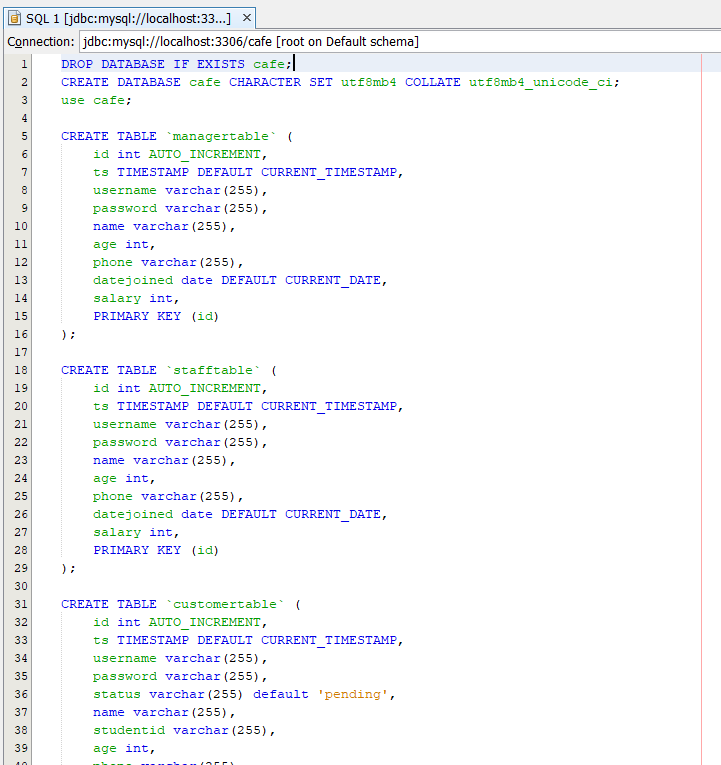 SQL 1 [jdbc:mysql://localhost:33...]
Connection: jdbc:mysql://localhost:3306/cafe [root on Default schema]
1 DROP DATABASE IF EXISTS cafe;
2 CREATE DATABASE cafe CHARACTER SET utf8mb4 COLLATE utf8mb4_unicode_ci;
3 use cafe;
4
5 CREATE TABLE `managertable` (
6 id int AUTO_INCREMENT,
7 ts TIMESTAMP DEFAULT CURRENT_TIMESTAMP,
8 username varchar(255),
9 password varchar(255),
10 name varchar(255),
11 age int,
12 phone varchar(255),
13 datejoined date DEFAULT CURRENT_DATE,
14 salary int,
15 PRIMARY KEY (id)
16 );
17
18 CREATE TABLE `stafftable` (
19 id int AUTO_INCREMENT,
20 ts TIMESTAMP DEFAULT CURRENT_TIMESTAMP,
21 username varchar(255),
22 password varchar(255),
23 name varchar(255),
24 age int,
25 phone varchar(255),
26 datejoined date DEFAULT CURRENT_DATE,
27 salary int,
28 PRIMARY KEY (id)
29 );
30
31 CREATE TABLE `customertable` (
32 id int AUTO_INCREMENT,
33 ts TIMESTAMP DEFAULT CURRENT_TIMESTAMP,
34 username varchar(255),
35 password varchar(255),
36 status varchar(255) default 'pending',
37 name varchar(255),
38 studentid varchar(255),
39 age int,